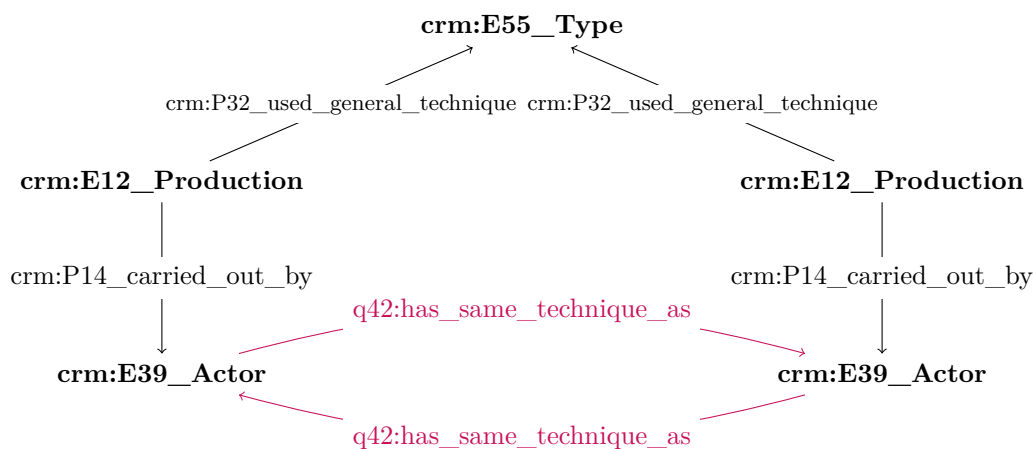 crm:E55_Type
crm:P32_used_general_technique crm:P32_used_general_technique
crm:E12_Production crm:E12_Production
crm:P14_carried_out_by crm:P14_carried_out_by
q42:has_same_technique_as
crm:E39_Actor crm:E39_Actor
q42:has_same_technique_as